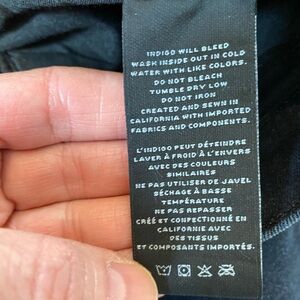 INDIGO WILL BLEED
WASH INSIDE OUT IN COLD
WATER WITH LIKE COLORS.
DO NOT BLEACH
TUMBLE DRY LOW
DO NOT IRON
CREATED AND SEWN IN
CALIFORNIA WITH IMPORTED
FABRICS AND COMPONENTS.
L'INDIGO PEUT DÉTEINDRE
LAVER À FROID À L'ENVERS
AVEC DES COULEURS
SIMILAIRES
NE PAS UTILISER DE JAVEL
SÉCHAGE À BASSE
TEMPÉRATURE
NE PAS REPASSER
CRÉÉ ET CONFECTIONNÉ EN
CALIFORNIE AVEC
DES TISSUS
ET COMPOSANTS IMPORTÉS.